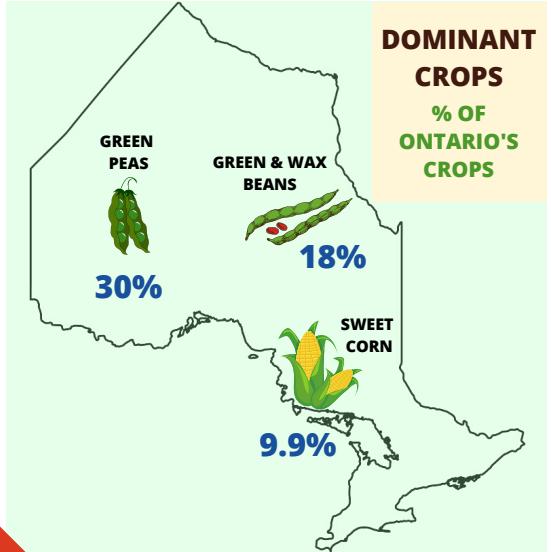 DOMINANT
CROPS
% OF
ONTARIO'S
CROPS
GREEN
PEAS
30%
GREEN & WAX
BEANS
18%
SWEET
CORN
9.9%